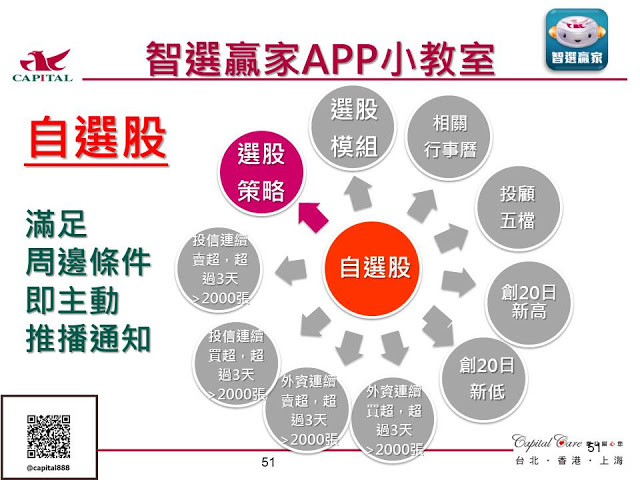 CAPITAL
智選贏家APP小教室
智選贏家
自選股
滿足
周邊條件
即主動
推播通知
自選股
選股
策略
選股
模組
相關
行事曆
投顧
五檔
創20日
新高
創20日
新低
外資連續
買超，超
過3天
>2000張
外資連續
賣超，超
過3天
>2000張
投信連續
買超，超
過3天
>2000張
投信連續
賣超，超
過3天
>2000張
@capital888
51
Capital Care 群益關心您
51
台北・香港・上海